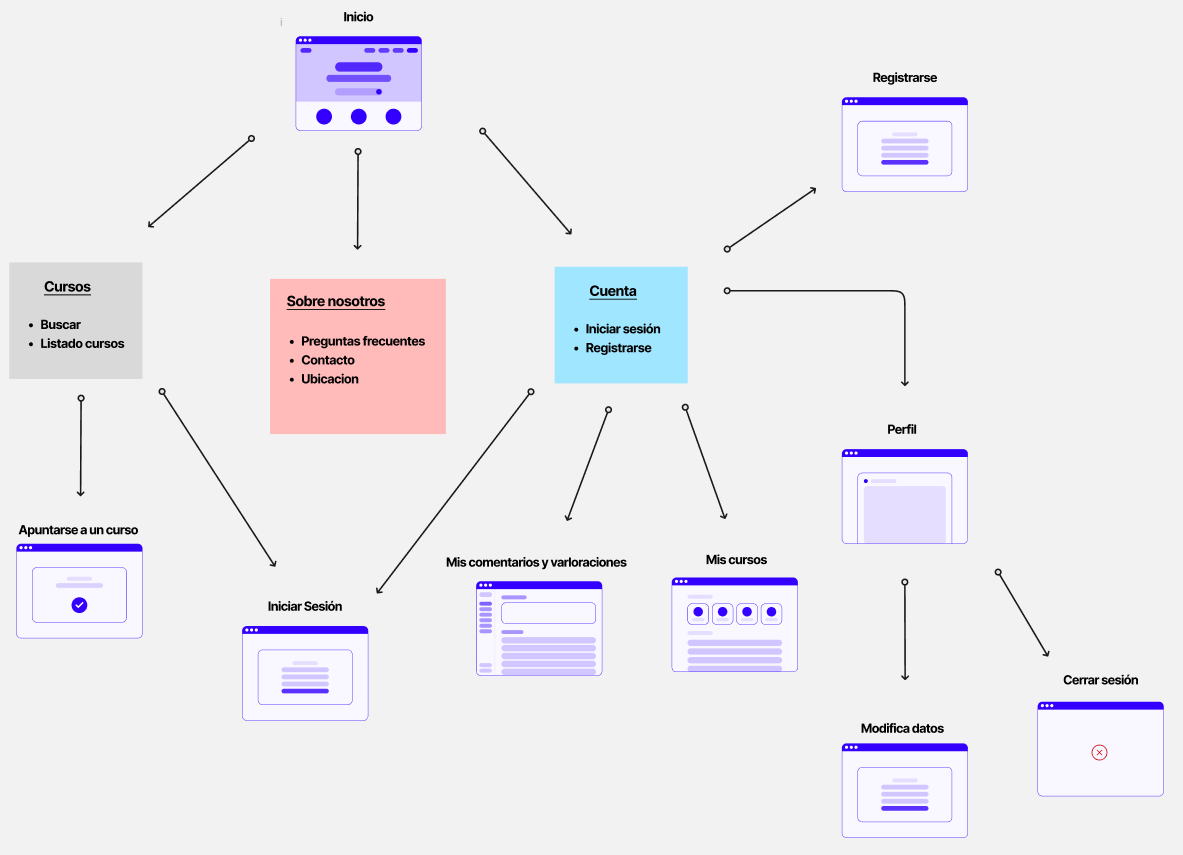 Inicio
Registrarse
Cursos
• Buscar
• Listado cursos
Sobre nosotros
• Preguntas frecuentes
• Contacto
• Ubicacion
Cuenta
• Iniciar sesión
• Registrarse
Perfil
Apuntarse a un curso
Iniciar Sesión
Mis comentarios y varloraciones
Mis cursos
Cerrar sesión
Modifica datos